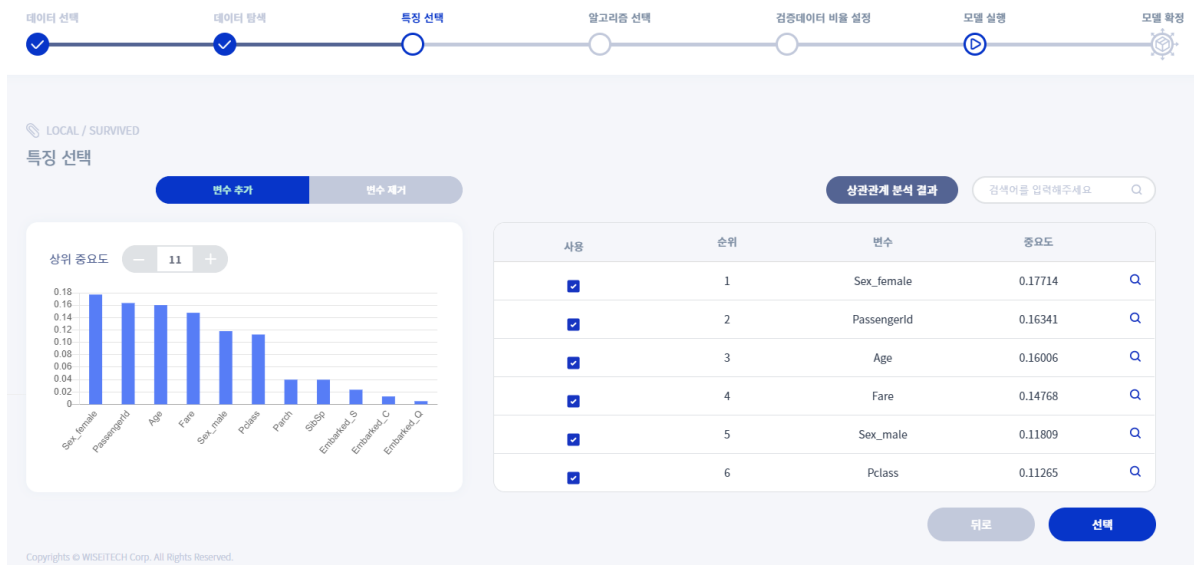 데이터 선택 데이터 탐색 특징 선택 알고리즘 선택 검증데이터 비율 설정 모델 실행 모델 확정
LOCAL / SURVIVED
특징 선택
변수 추가 변수 제거 상관관계 분석 결과 검색어를 입력해주세요
상위 중요도 − 11 +
0.18
0.16
0.14
0.12
0.10
0.08
0.06
0.04
0.02
0
Sex_female PassengerId Age Fare Sex_male Pclass Parch SibSp Embarked_S Embarked_C Embarked_Q
사용 순위 변수 중요도
1 Sex_female 0.17714
2 PassengerId 0.16341
3 Age 0.16006
4 Fare 0.14768
5 Sex_male 0.11809
6 Pclass 0.11265
뒤로 선택
Copyrights © WISEITECH Corp. All Rights Reserved.